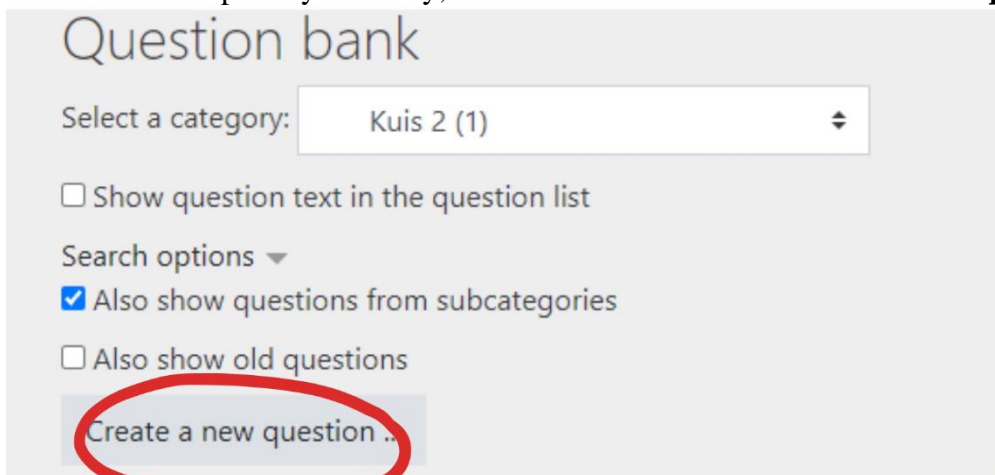 Question bank
Select a category: Kuis 2 (1)
Show question text in the question list
Search options
Also show questions from subcategories
Also show old questions
Create a new question ..